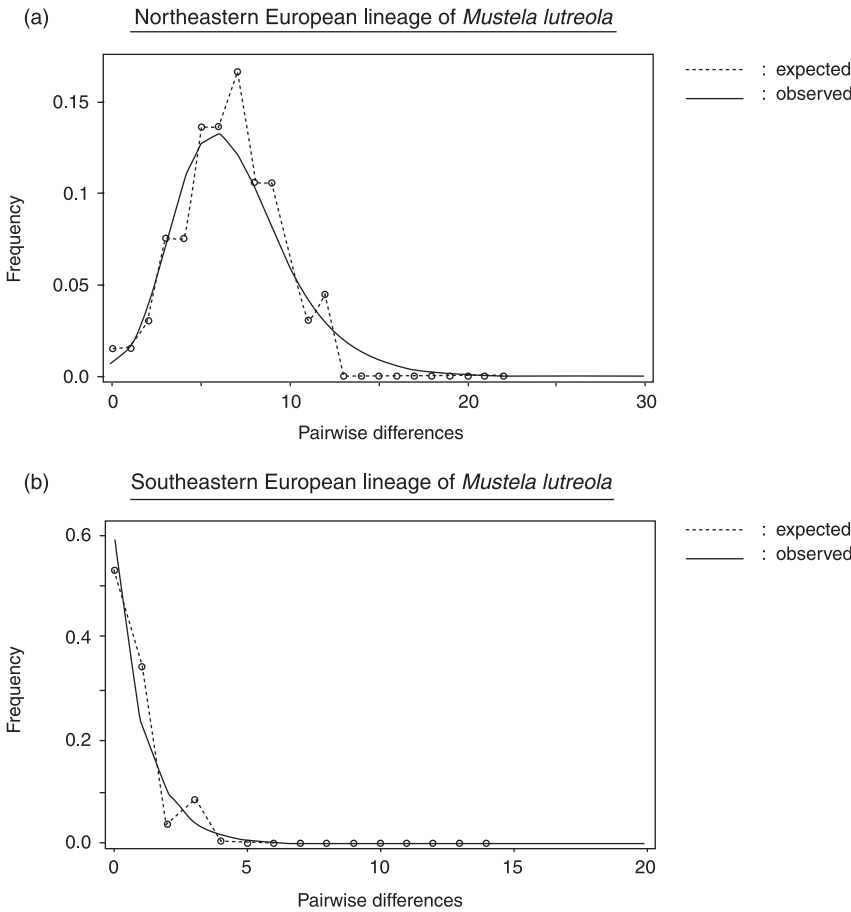 (a) Northeastern European lineage of Mustela lutreola
: expected
: observed
0.15
0.1
0.05
0.0
Frequency
0 10 20 30
Pairwise differences
(b) Southeastern European lineage of Mustela lutreola
: expected
: observed
0.6
0.4
0.2
0.0
Frequency
0 5 10 15 20
Pairwise differences